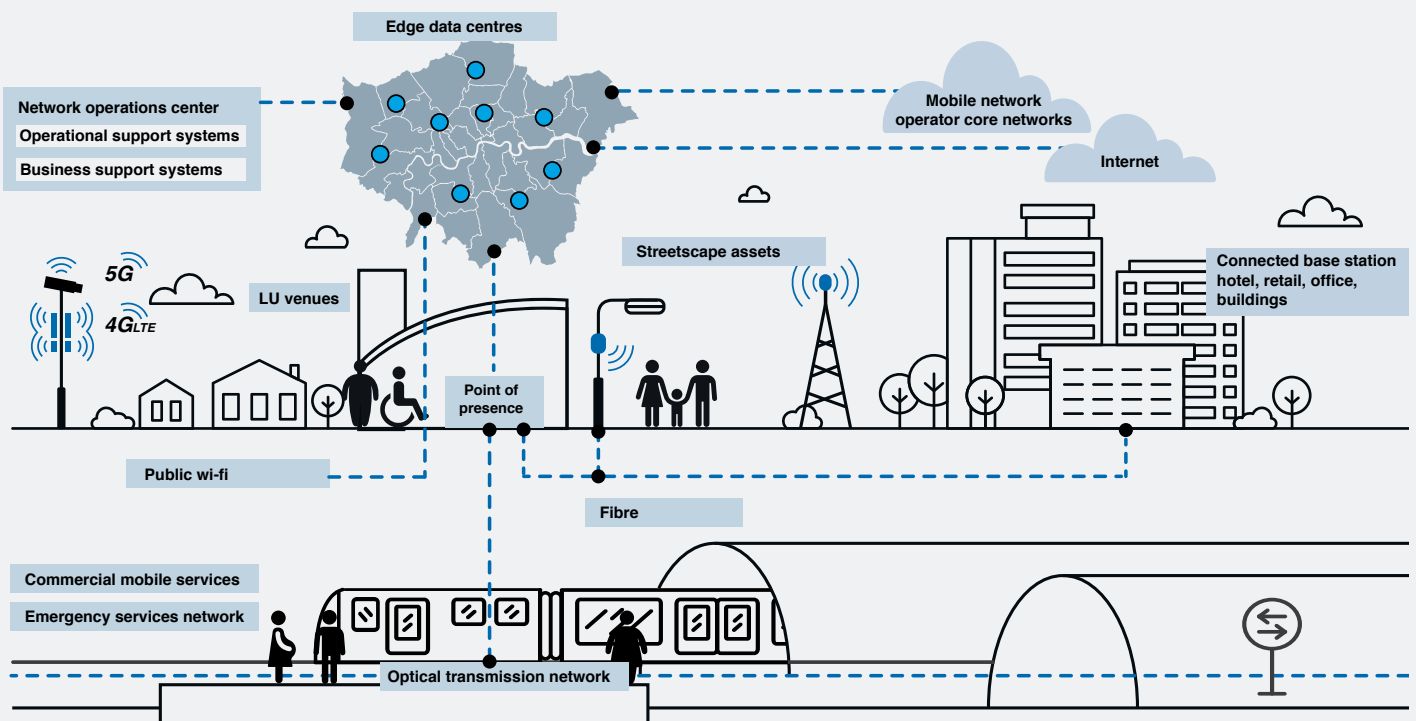 Edge data centres
Network operations center
Operational support systems
Business support systems
Mobile network
operator core networks
Internet
Streetscape assets
Connected base station
hotel, retail, office,
buildings
5G
4GLTE
LU venues
Point of
presence
Public wi-fi
Fibre
Commercial mobile services
Emergency services network
Optical transmission network